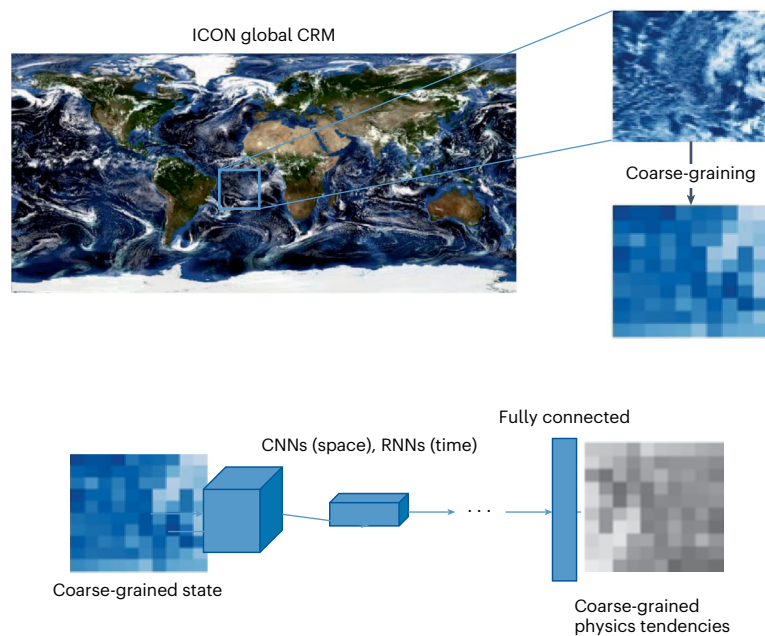 ICON global CRM
Coarse-graining
Fully connected
CNNs (space), RNNs (time)
. . .
Coarse-grained state
Coarse-grained
physics tendencies